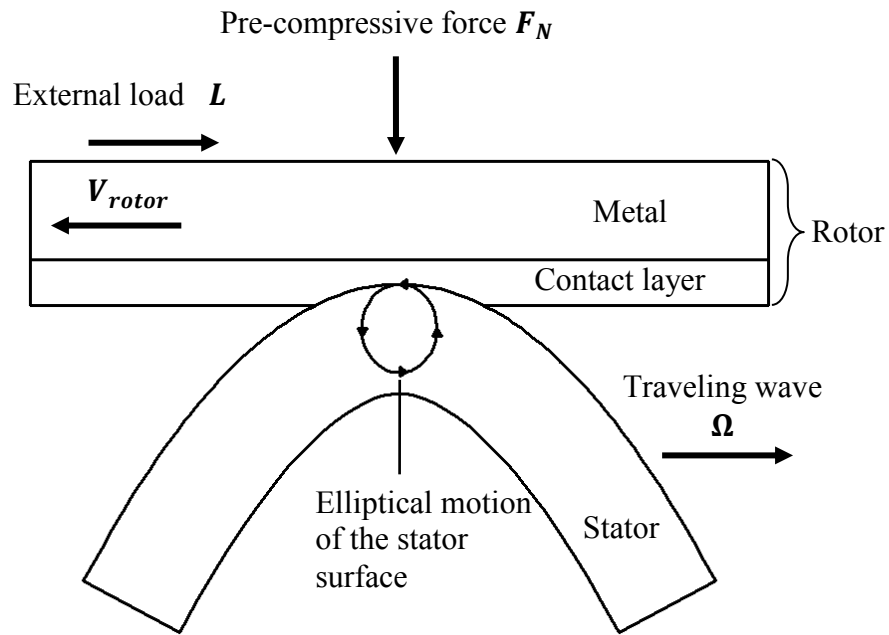 Pre-compressive force F_N
External load L
V_rotor
Metal
Rotor
Contact layer
Traveling wave
Ω
Elliptical motion
of the stator
surface
Stator